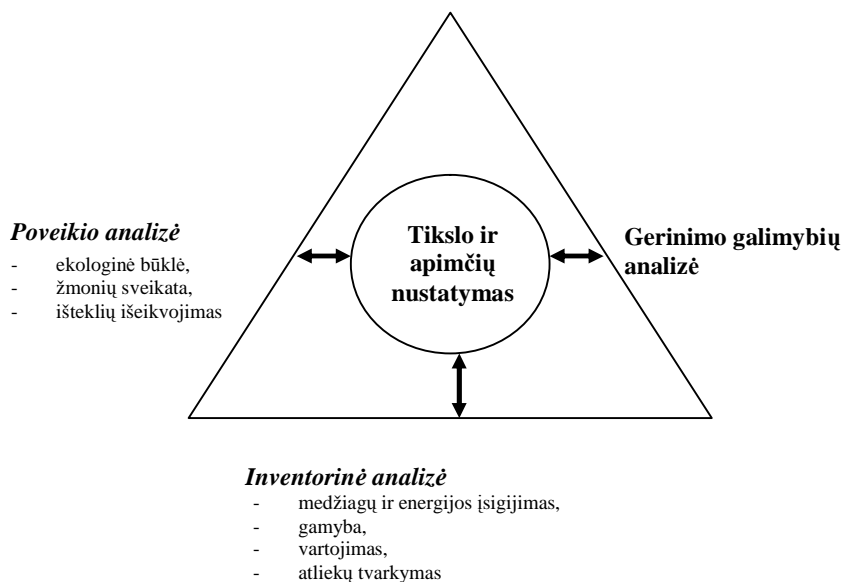 Poveikio analizė
- ekologinė būklė,
- žmonių sveikata,
- išteklių išeikvojimas
Tikslo ir
apimčių
nustatymas
Gerinimo galimybių
analizė
Inventorinė analizė
- medžiagų ir energijos įsigijimas,
- gamyba,
- vartojimas,
- atliekų tvarkymas